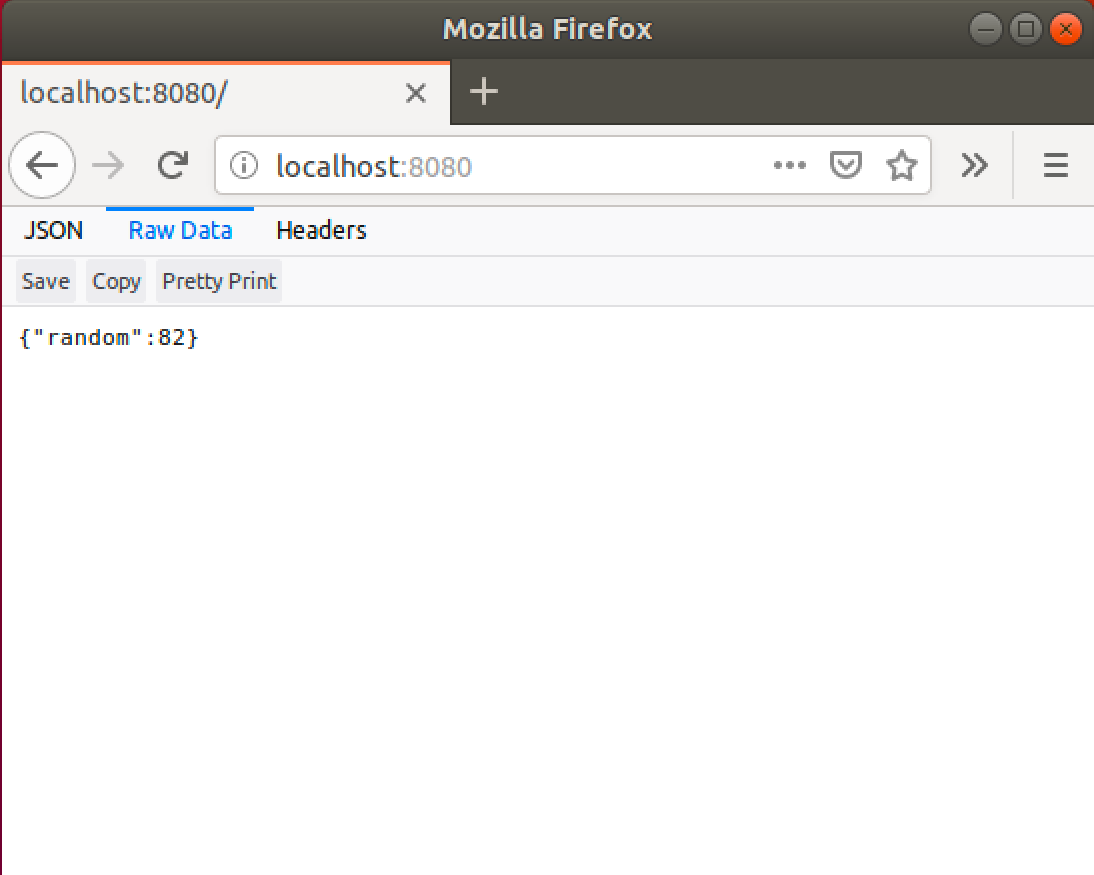 Mozilla Firefox
localhost:8080/
localhost:8080
JSON Raw Data Headers
Save Copy Pretty Print
{"random":82}